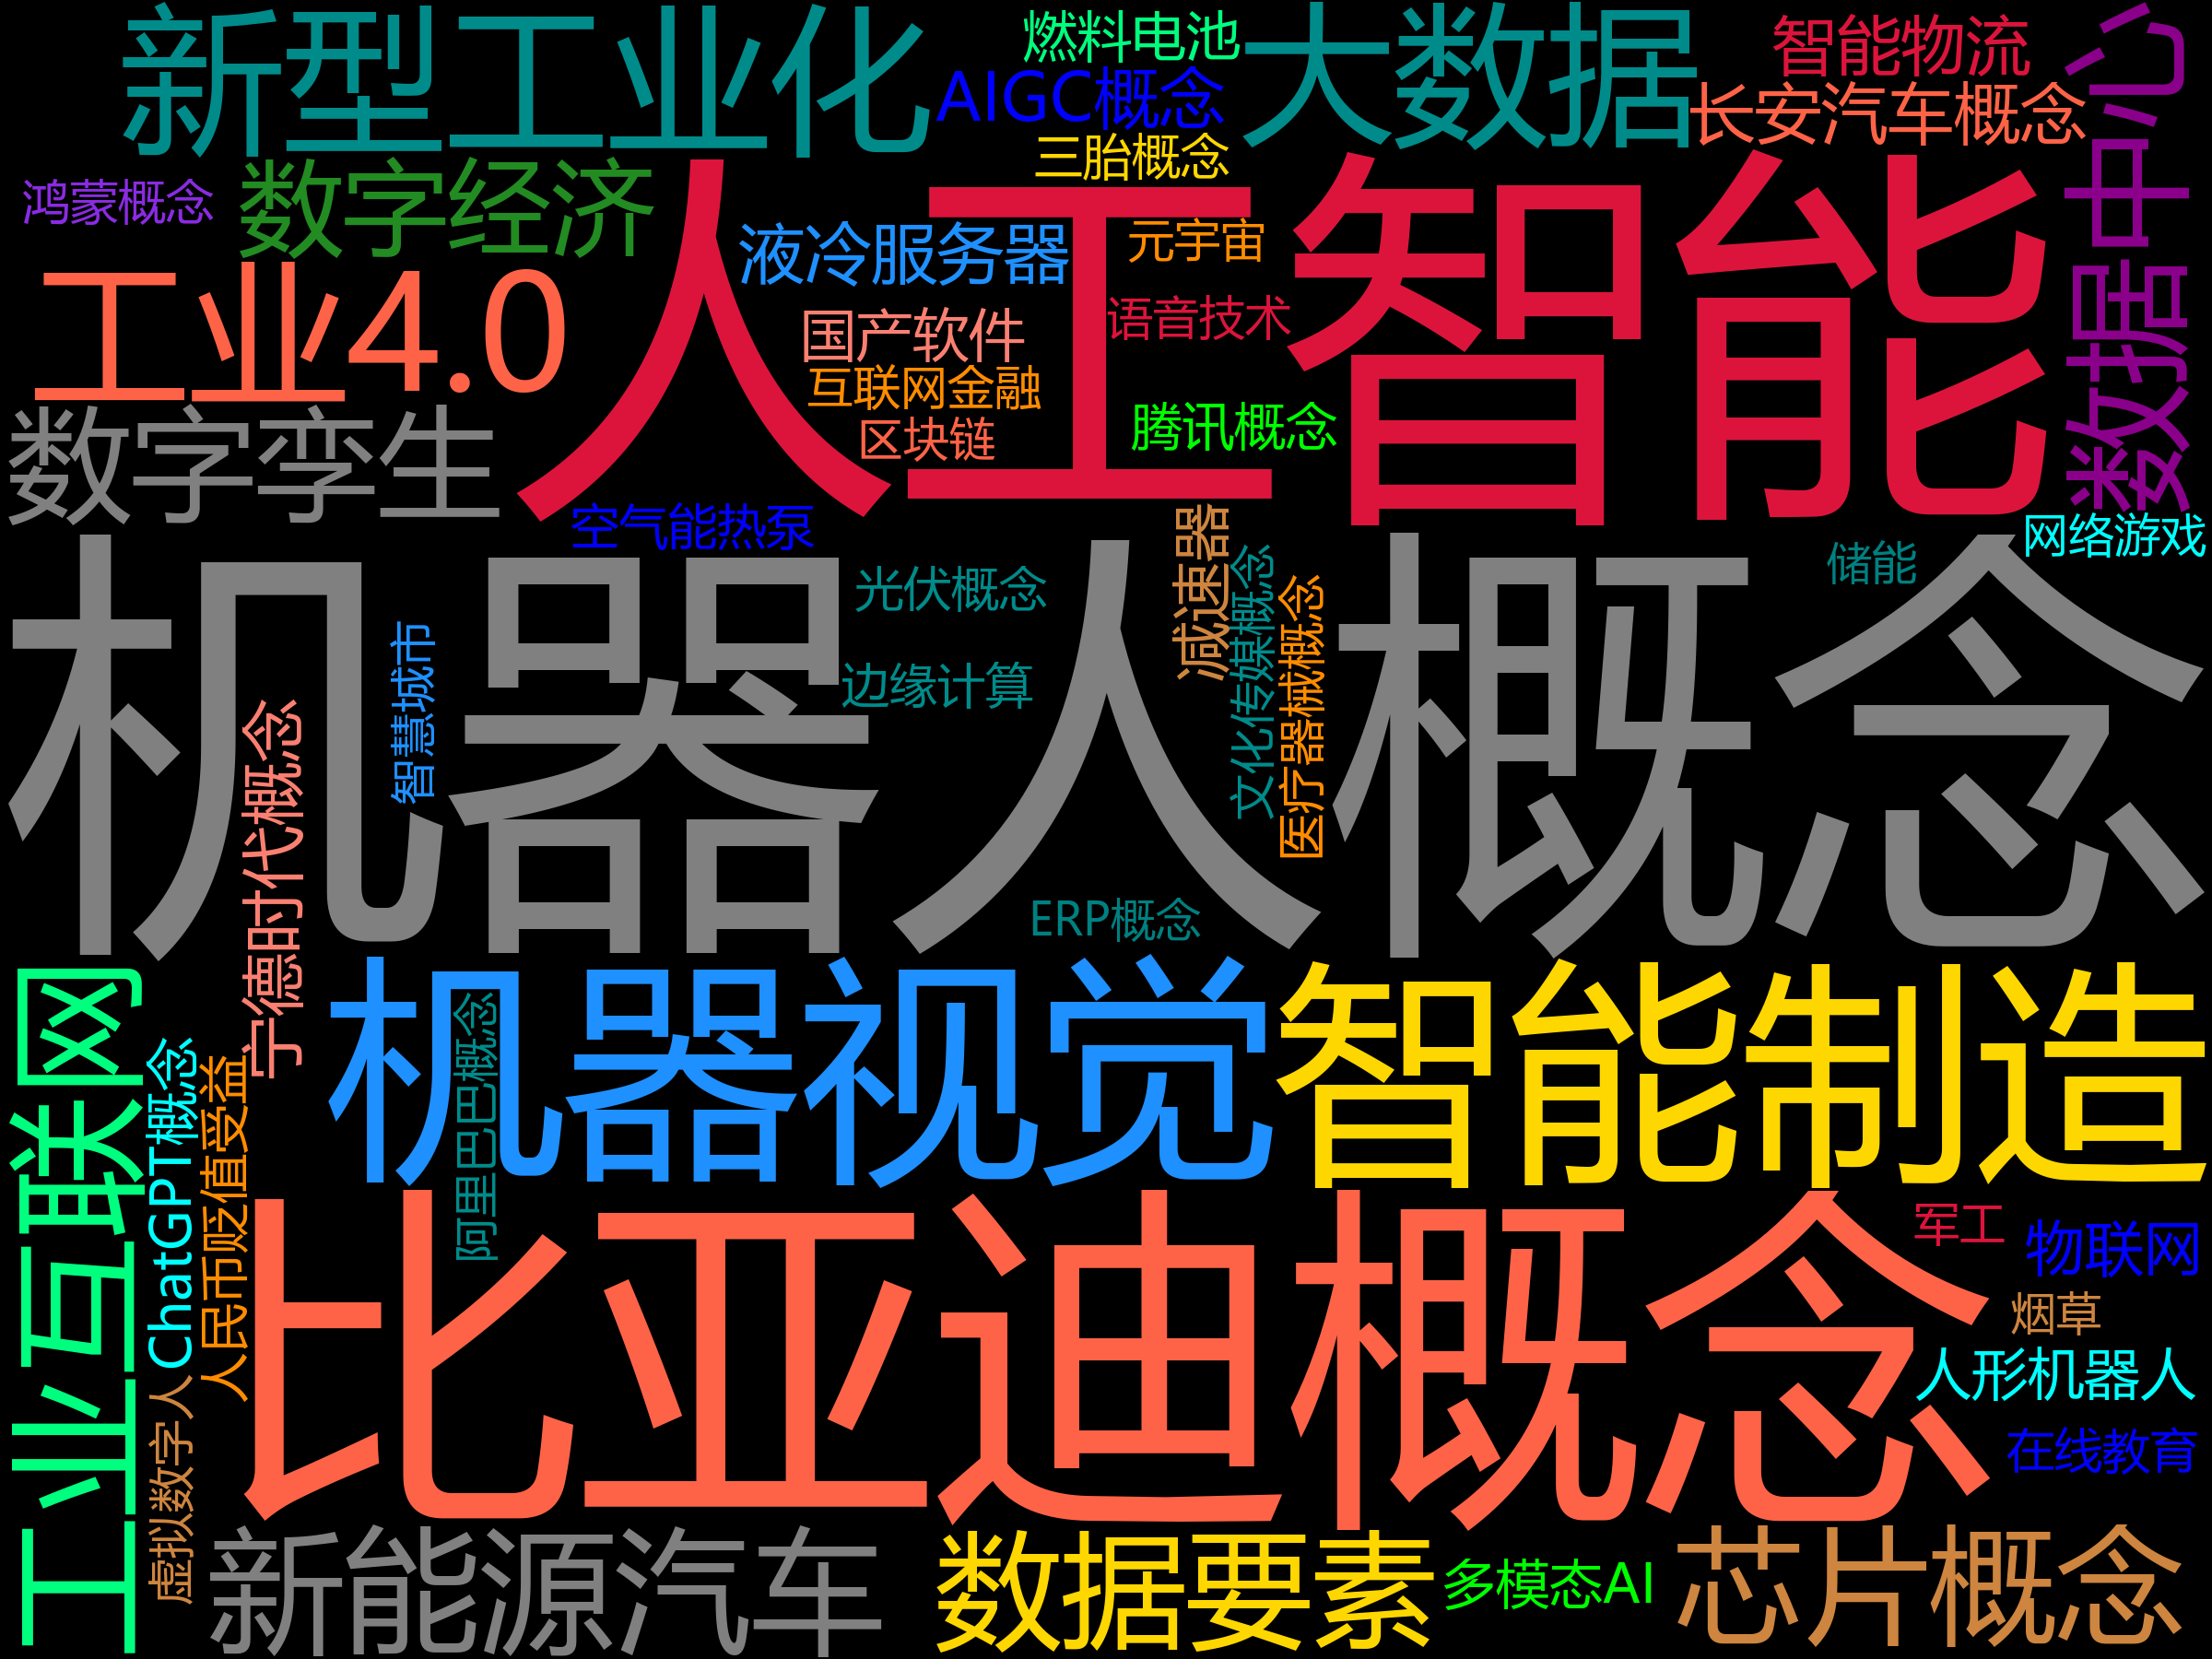 新型工业化
燃料电池
大数据
智能物流
AIGC概念
长安汽车概念
三胎概念
数据中心
鸿蒙概念
数字经济
人工智能
液冷服务器
元宇宙
工业4.0
国产软件
语音技术
互联网金融
数字孪生
腾讯概念
区块链
空气能热泵
减速器
网络游戏
机器人概念
光伏概念
文化传媒概念
医疗器械概念
储能
智慧城市
边缘计算
宁德时代概念
ERP概念
工业互联网
机器视觉
智能制造
阿里巴巴概念
ChatGPT概念
人民币贬值受益
比亚迪概念
军工
物联网
烟草
人形机器人
虚拟数字人
在线教育
新能源汽车
数据要素
多模态AI
芯片概念